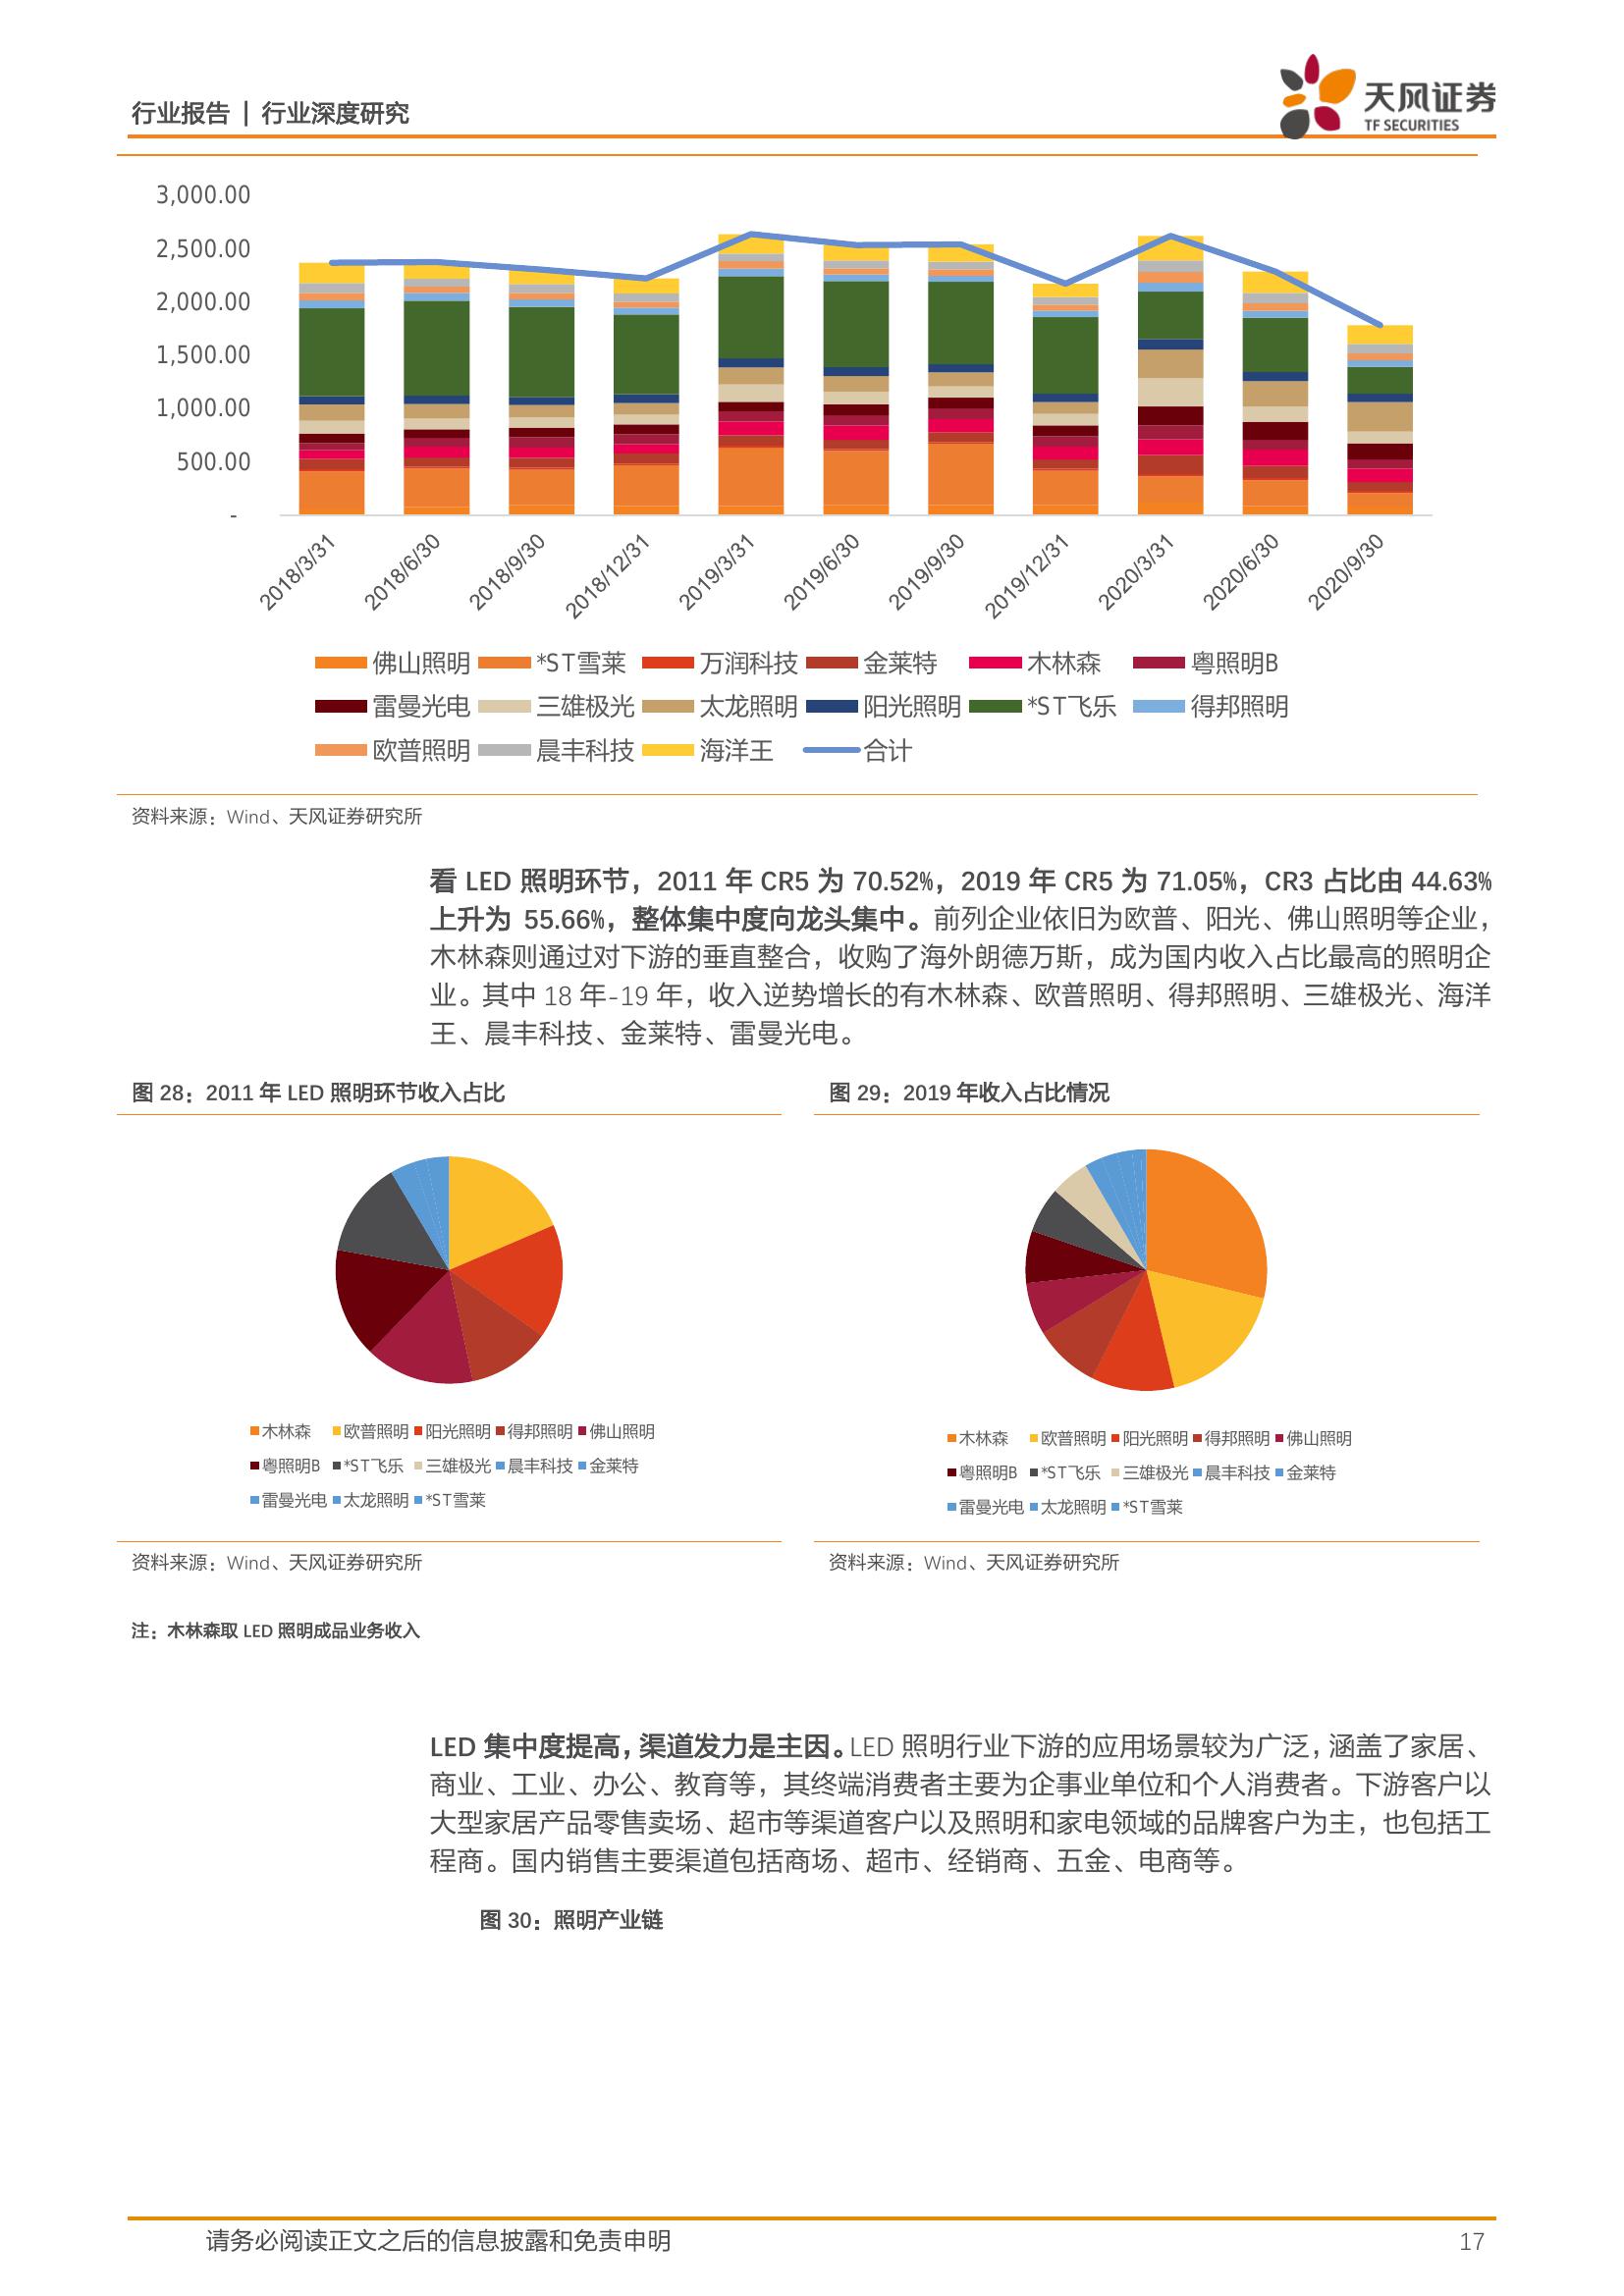 行业报告 | 行业深度研究
天风证券
TF SECURITIES
3,000.00
2,500.00
2,000.00
1,500.00
1,000.00
500.00
-
2018/3/31 2018/6/30 2018/9/30 2018/12/31 2019/3/31 2019/6/30 2019/9/30 2019/12/31 2020/3/31 2020/6/30 2020/9/30
佛山照明 *ST雪莱 万润科技 金莱特 木林森 粤照明B
雷曼光电 三雄极光 太龙照明 阳光照明 *ST飞乐 得邦照明
欧普照明 晨丰科技 海洋王 合计
资料来源：Wind、天风证券研究所
看 LED 照明环节，2011 年 CR5 为 70.52%，2019 年 CR5 为 71.05%，CR3 占比由 44.63%
上升为 55.66%，整体集中度向龙头集中。前列企业依旧为欧普、阳光、佛山照明等企业，
木林森则通过对下游的垂直整合，收购了海外朗德万斯，成为国内收入占比最高的照明企
业。其中 18 年-19 年，收入逆势增长的有木林森、欧普照明、得邦照明、三雄极光、海洋
王、晨丰科技、金莱特、雷曼光电。
图 28：2011 年 LED 照明环节收入占比
木林森 欧普照明 阳光照明 得邦照明 佛山照明
粤照明B *ST飞乐 三雄极光 晨丰科技 金莱特
雷曼光电 太龙照明 *ST雪莱
资料来源：Wind、天风证券研究所
图 29：2019 年收入占比情况
木林森 欧普照明 阳光照明 得邦照明 佛山照明
粤照明B *ST飞乐 三雄极光 晨丰科技 金莱特
雷曼光电 太龙照明 *ST雪莱
资料来源：Wind、天风证券研究所
注：木林森取 LED 照明成品业务收入
LED 集中度提高，渠道发力是主因。LED 照明行业下游的应用场景较为广泛，涵盖了家居、
商业、工业、办公、教育等，其终端消费者主要为企事业单位和个人消费者。下游客户以
大型家居产品零售卖场、超市等渠道客户以及照明和家电领域的品牌客户为主，也包括工
程商。国内销售主要渠道包括商场、超市、经销商、五金、电商等。
图 30：照明产业链
请务必阅读正文之后的信息披露和免责申明
17